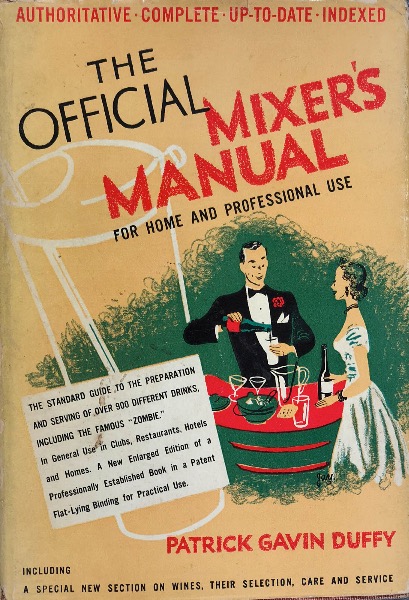 AUTHORITATIVE · COMPLETE · UP-TO-DATE · INDEXED
THE
OFFICIAL
MIXER'S
MANUAL
FOR HOME AND PROFESSIONAL USE
THE STANDARD GUIDE TO THE PREPARATION
AND SERVING OF OVER 900 DIFFERENT DRINKS,
INCLUDING THE FAMOUS "ZOMBIE."
In General Use in Clubs, Restaurants, Hotels
and Homes. A New Enlarged Edition of a
Professionally Established Book in a Patent
Flat-Lying Binding for Practical Use.
PATRICK GAVIN DUFFY
INCLUDING
A SPECIAL NEW SECTION ON WINES, THEIR SELECTION, CARE AND SERVICE